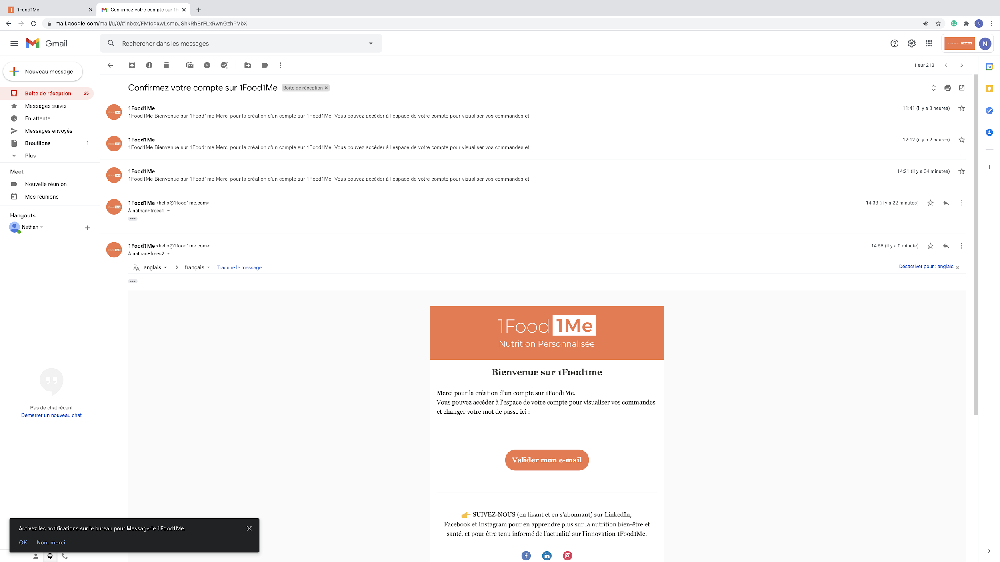 1Food1Me
Confirmez votre compte sur 1F
mail.google.com/mail/u/0/#inbox/FMfcgxwLsmpJShkRhBrFLxRwnGzhPVbX
N
Gmail
Rechercher dans les messages
1Food 1Me
N
Nouveau message
1 sur 213
31
Confirmez votre compte sur 1Food1Me
Boîte de réception
Boîte de réception 65
Messages suivis
En attente
Messages envoyés
Brouillons 1
Plus
Meet
Nouvelle réunion
Mes réunions
Hangouts
Nathan
Pas de chat récent
Démarrer un nouveau chat
1Food1Me
11:41 (il y a 3 heures)
1Food1Me Bienvenue sur 1Food1me Merci pour la création d'un compte sur 1Food1Me. Vous pouvez accéder à l'espace de votre compte pour visualiser vos commandes et
1Food1Me
12:12 (il y a 2 heures)
1Food1Me Bienvenue sur 1Food1me Merci pour la création d'un compte sur 1Food1Me. Vous pouvez accéder à l'espace de votre compte pour visualiser vos commandes et
1Food1Me
14:21 (il y a 34 minutes)
1Food1Me Bienvenue sur 1Food1me Merci pour la création d'un compte sur 1Food1Me. Vous pouvez accéder à l'espace de votre compte pour visualiser vos commandes et
1Food1Me <hello@1food1me.com>
14:33 (il y a 22 minutes)
À nathan+frees1
1Food1Me <hello@1food1me.com>
14:55 (il y a 0 minute)
À nathan+frees2
anglais > français Traduire le message
Désactiver pour : anglais
1Food 1Me
Nutrition Personnalisée
Bienvenue sur 1Food1me
Merci pour la création d'un compte sur 1Food1Me.
Vous pouvez accéder à l'espace de votre compte pour visualiser vos commandes
et changer votre mot de passe ici :
Valider mon e-mail
👉 SUIVEZ-NOUS (en likant et en s'abonnant) sur LinkedIn,
Facebook et Instagram pour en apprendre plus sur la nutrition bien-être et
santé, et pour être tenu informé de l'actualité sur l'innovation 1Food1Me.
Activez les notifications sur le bureau pour Messagerie 1Food1Me.
OK Non, merci